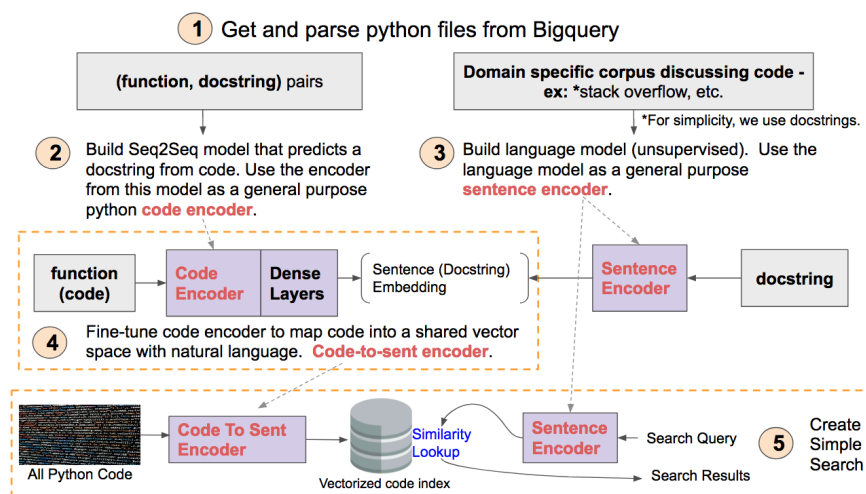 1 Get and parse python files from Bigquery
(function, docstring) pairs
Domain specific corpus discussing code -
ex: *stack overflow, etc.
*For simplicity, we use docstrings.
2 Build Seq2Seq model that predicts a
docstring from code. Use the encoder
from this model as a general purpose
python code encoder.
3 Build language model (unsupervised). Use the
language model as a general purpose
sentence encoder.
function
(code)
Code
Encoder
Dense
Layers
Sentence (Docstring)
Embedding
Sentence
Encoder
docstring
4 Fine-tune code encoder to map code into a shared vector
space with natural language. Code-to-sent encoder.
All Python Code
Code To Sent
Encoder
Vectorized code index
Similarity
Lookup
Sentence
Encoder
Search Query
Search Results
5 Create
Simple
Search